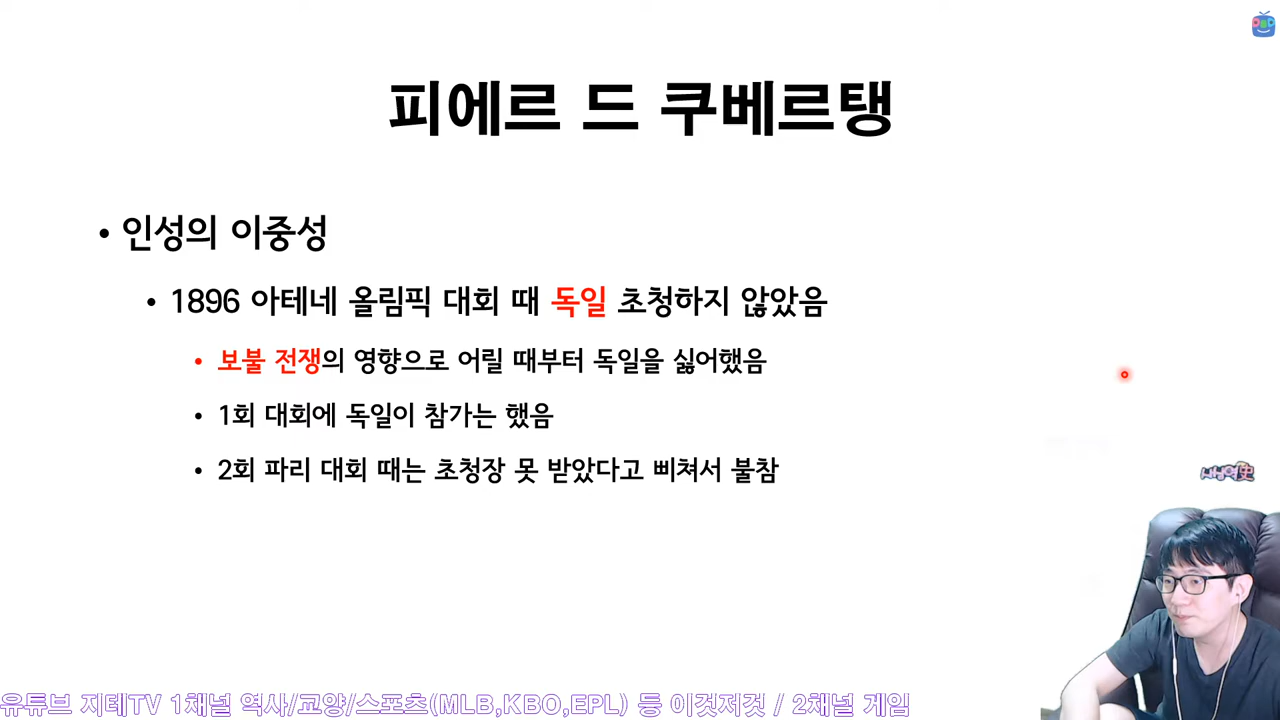 피에르 드 쿠베르탱
• 인성의 이중성
• 1896 아테네 올림픽 대회 때 독일 초청하지 않았음
• 보불 전쟁의 영향으로 어릴 때부터 독일을 싫어했음
• 1회 대회에 독일이 참가는 했음
• 2회 파리 대회 때는 초청장 못 받았다고 삐쳐서 불참
유튜브 지테TV 1채널 역사/교양/스포츠(MLB,KBO,EPL) 등 이것저것 / 2채널 게임